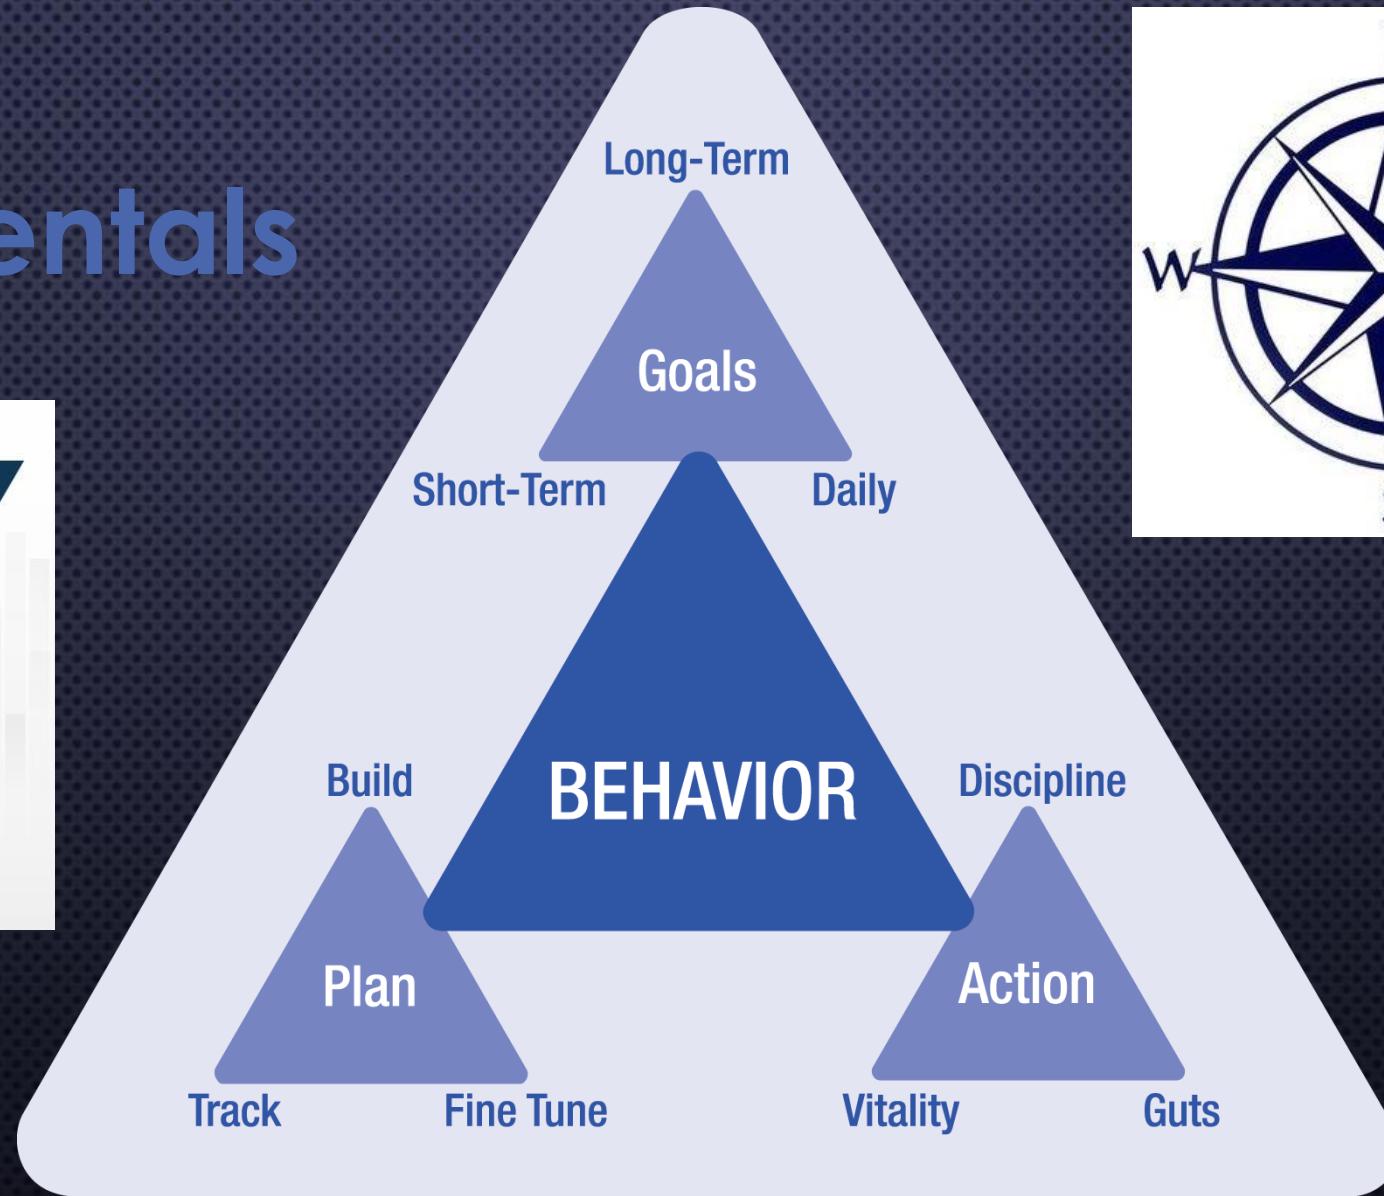 Long-Term
entals
Goals
W
Short-Term
Daily
Build
BEHAVIOR
Discipline
Plan
Action
Track
Fine Tune
Vitality
Guts